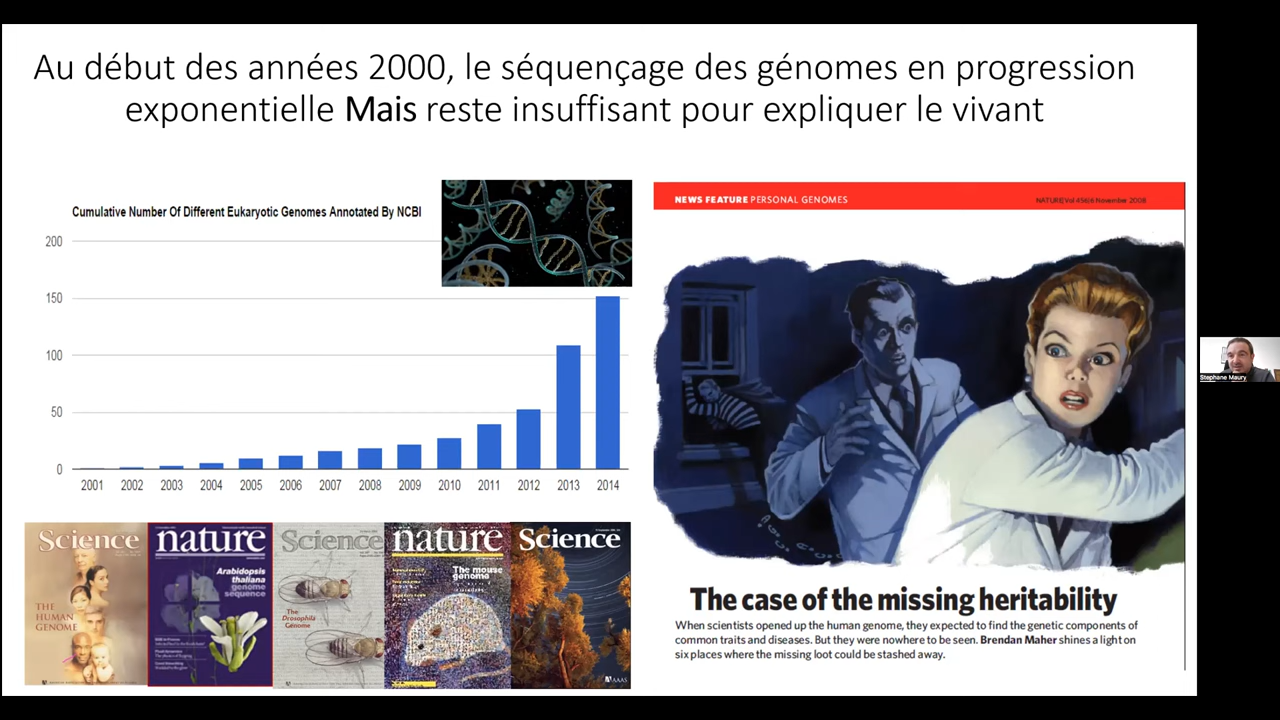 Au début des années 2000, le séquençage des génomes en progression
exponentielle Mais reste insuffisant pour expliquer le vivant
Cumulative Number Of Different Eukaryotic Genomes Annotated By NCBI
200
150
100
50
0
2001 2002 2003 2004 2005 2006 2007 2008 2009 2010 2011 2012 2013 2014
Science
THE
HUMAN
GENOME
nature
Arabidopsis
thaliana
genome
sequence
Science
The
Drosophila
Genome
nature
The mouse
genome
Science
AAAS
NEWS FEATURE PERSONAL GENOMES
NATURE|Vol 456|6 November 2008
The case of the missing heritability
When scientists opened up the human genome, they expected to find the genetic components of
common traits and diseases. But they were nowhere to be seen. Brendan Maher shines a light on
six places where the missing loot could be stashed away.
Stephane Maury